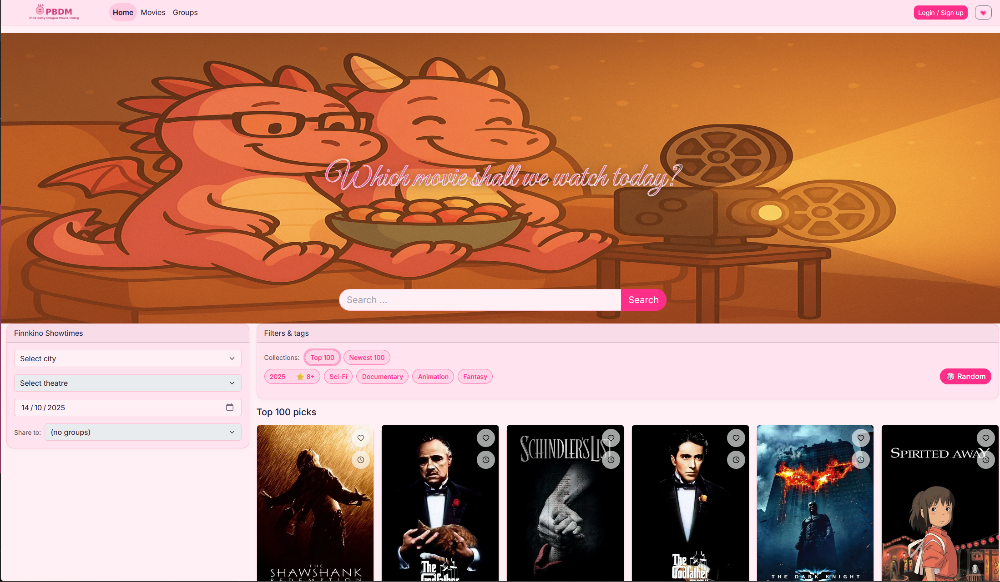 PBDM
Pink Baby Dragon Movie Hub/g
Home
Movies
Groups
Login / Sign up
Which movie shall we watch today?
Search ...
Search
Finnkino Showtimes
Select city
Select theatre
14 / 10 / 2025
Share to:
(no groups)
Filters & tags
Collections:
Top 100
Newest 100
2025
8+
Sci-Fi
Documentary
Animation
Fantasy
Random
Top 100 picks
THE
SHAWSHANK
REDEMPTION
The
Godfather
SCHINDLER'S LIST
The
Godfather
PART II
THE DARK KNIGHT
SPIRITED AWAY